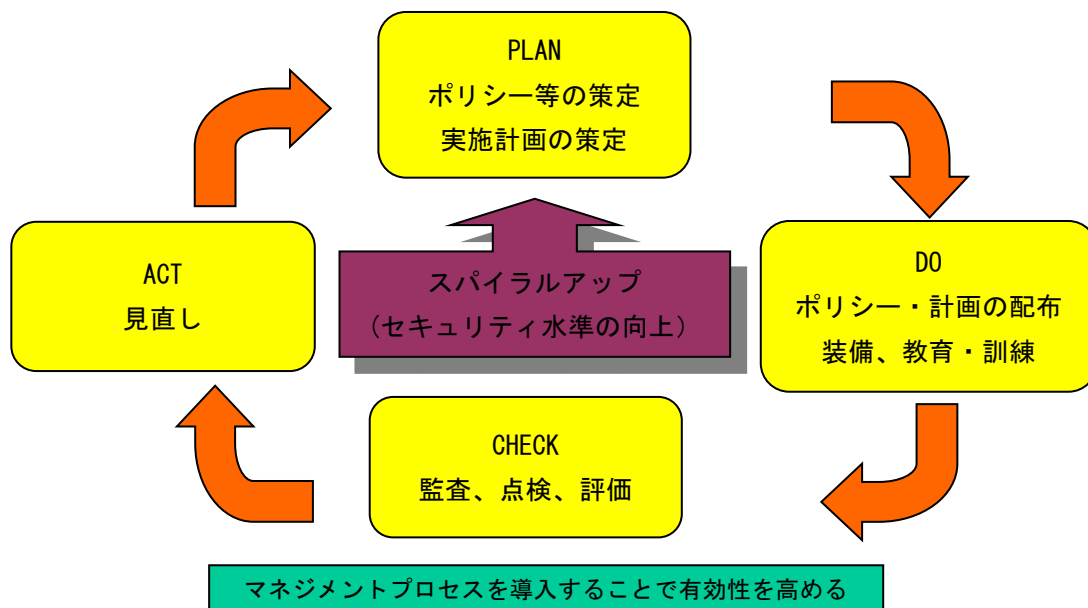 PLAN
ポリシー等の策定
実施計画の策定
ACT
見直し
スパイラルアップ
(セキュリティ水準の向上)
DO
ポリシー・計画の配布
装備、教育・訓練
CHECK
監査、点検、評価
マネジメントプロセスを導入することで有効性を高める